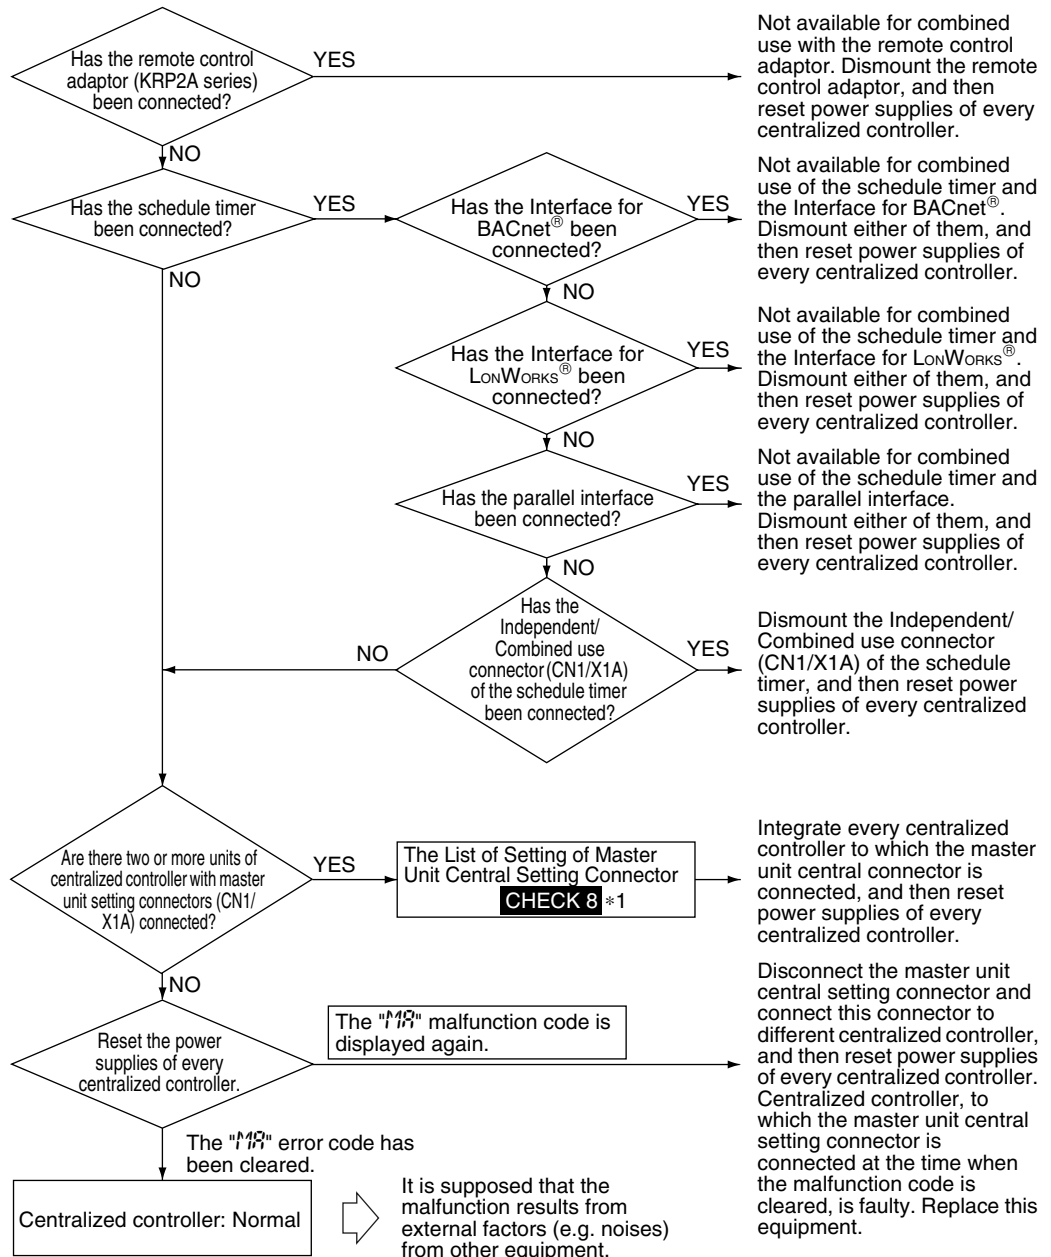 Has the remote control
adaptor (KRP2A series)
been connected?
YES
Not available for combined
use with the remote control
adaptor. Dismount the remote
control adaptor, and then
reset power supplies of every
centralized controller.
NO
Has the schedule timer
been connected?
YES
Has the Interface for
BACnet® been
connected?
YES
Not available for combined
use of the schedule timer and
the Interface for BACnet®.
Dismount either of them, and
then reset power supplies of
every centralized controller.
NO
NO
Has the Interface for
LONWORKS® been
connected?
YES
Not available for combined
use of the schedule timer and
the Interface for LONWORKS®.
Dismount either of them, and
then reset power supplies of
every centralized controller.
NO
Has the parallel interface
been connected?
YES
Not available for combined
use of the schedule timer and
the parallel interface.
Dismount either of them, and
then reset power supplies of
every centralized controller.
NO
Has the
Independent/
Combined use
connector (CN1/X1A)
of the schedule timer
been connected?
NO
YES
Dismount the Independent/
Combined use connector
(CN1/X1A) of the schedule
timer, and then reset power
supplies of every centralized
controller.
Are there two or more units of
centralized controller with master
unit setting connectors (CN1/
X1A) connected?
YES
The List of Setting of Master
Unit Central Setting Connector
CHECK 8 *1
Integrate every centralized
controller to which the master
unit central connector is
connected, and then reset
power supplies of every
centralized controller.
NO
Reset the power
supplies of every
centralized controller.
The "MA" malfunction code is
displayed again.
Disconnect the master unit
central setting connector and
connect this connector to
different centralized controller,
and then reset power supplies
of every centralized controller.
Centralized controller, to
which the master unit central
setting connector is
connected at the time when
the malfunction code is
cleared, is faulty. Replace this
equipment.
The "MA" error code has
been cleared.
Centralized controller: Normal
It is supposed that the
malfunction results from
external factors (e.g. noises)
from other equipment.